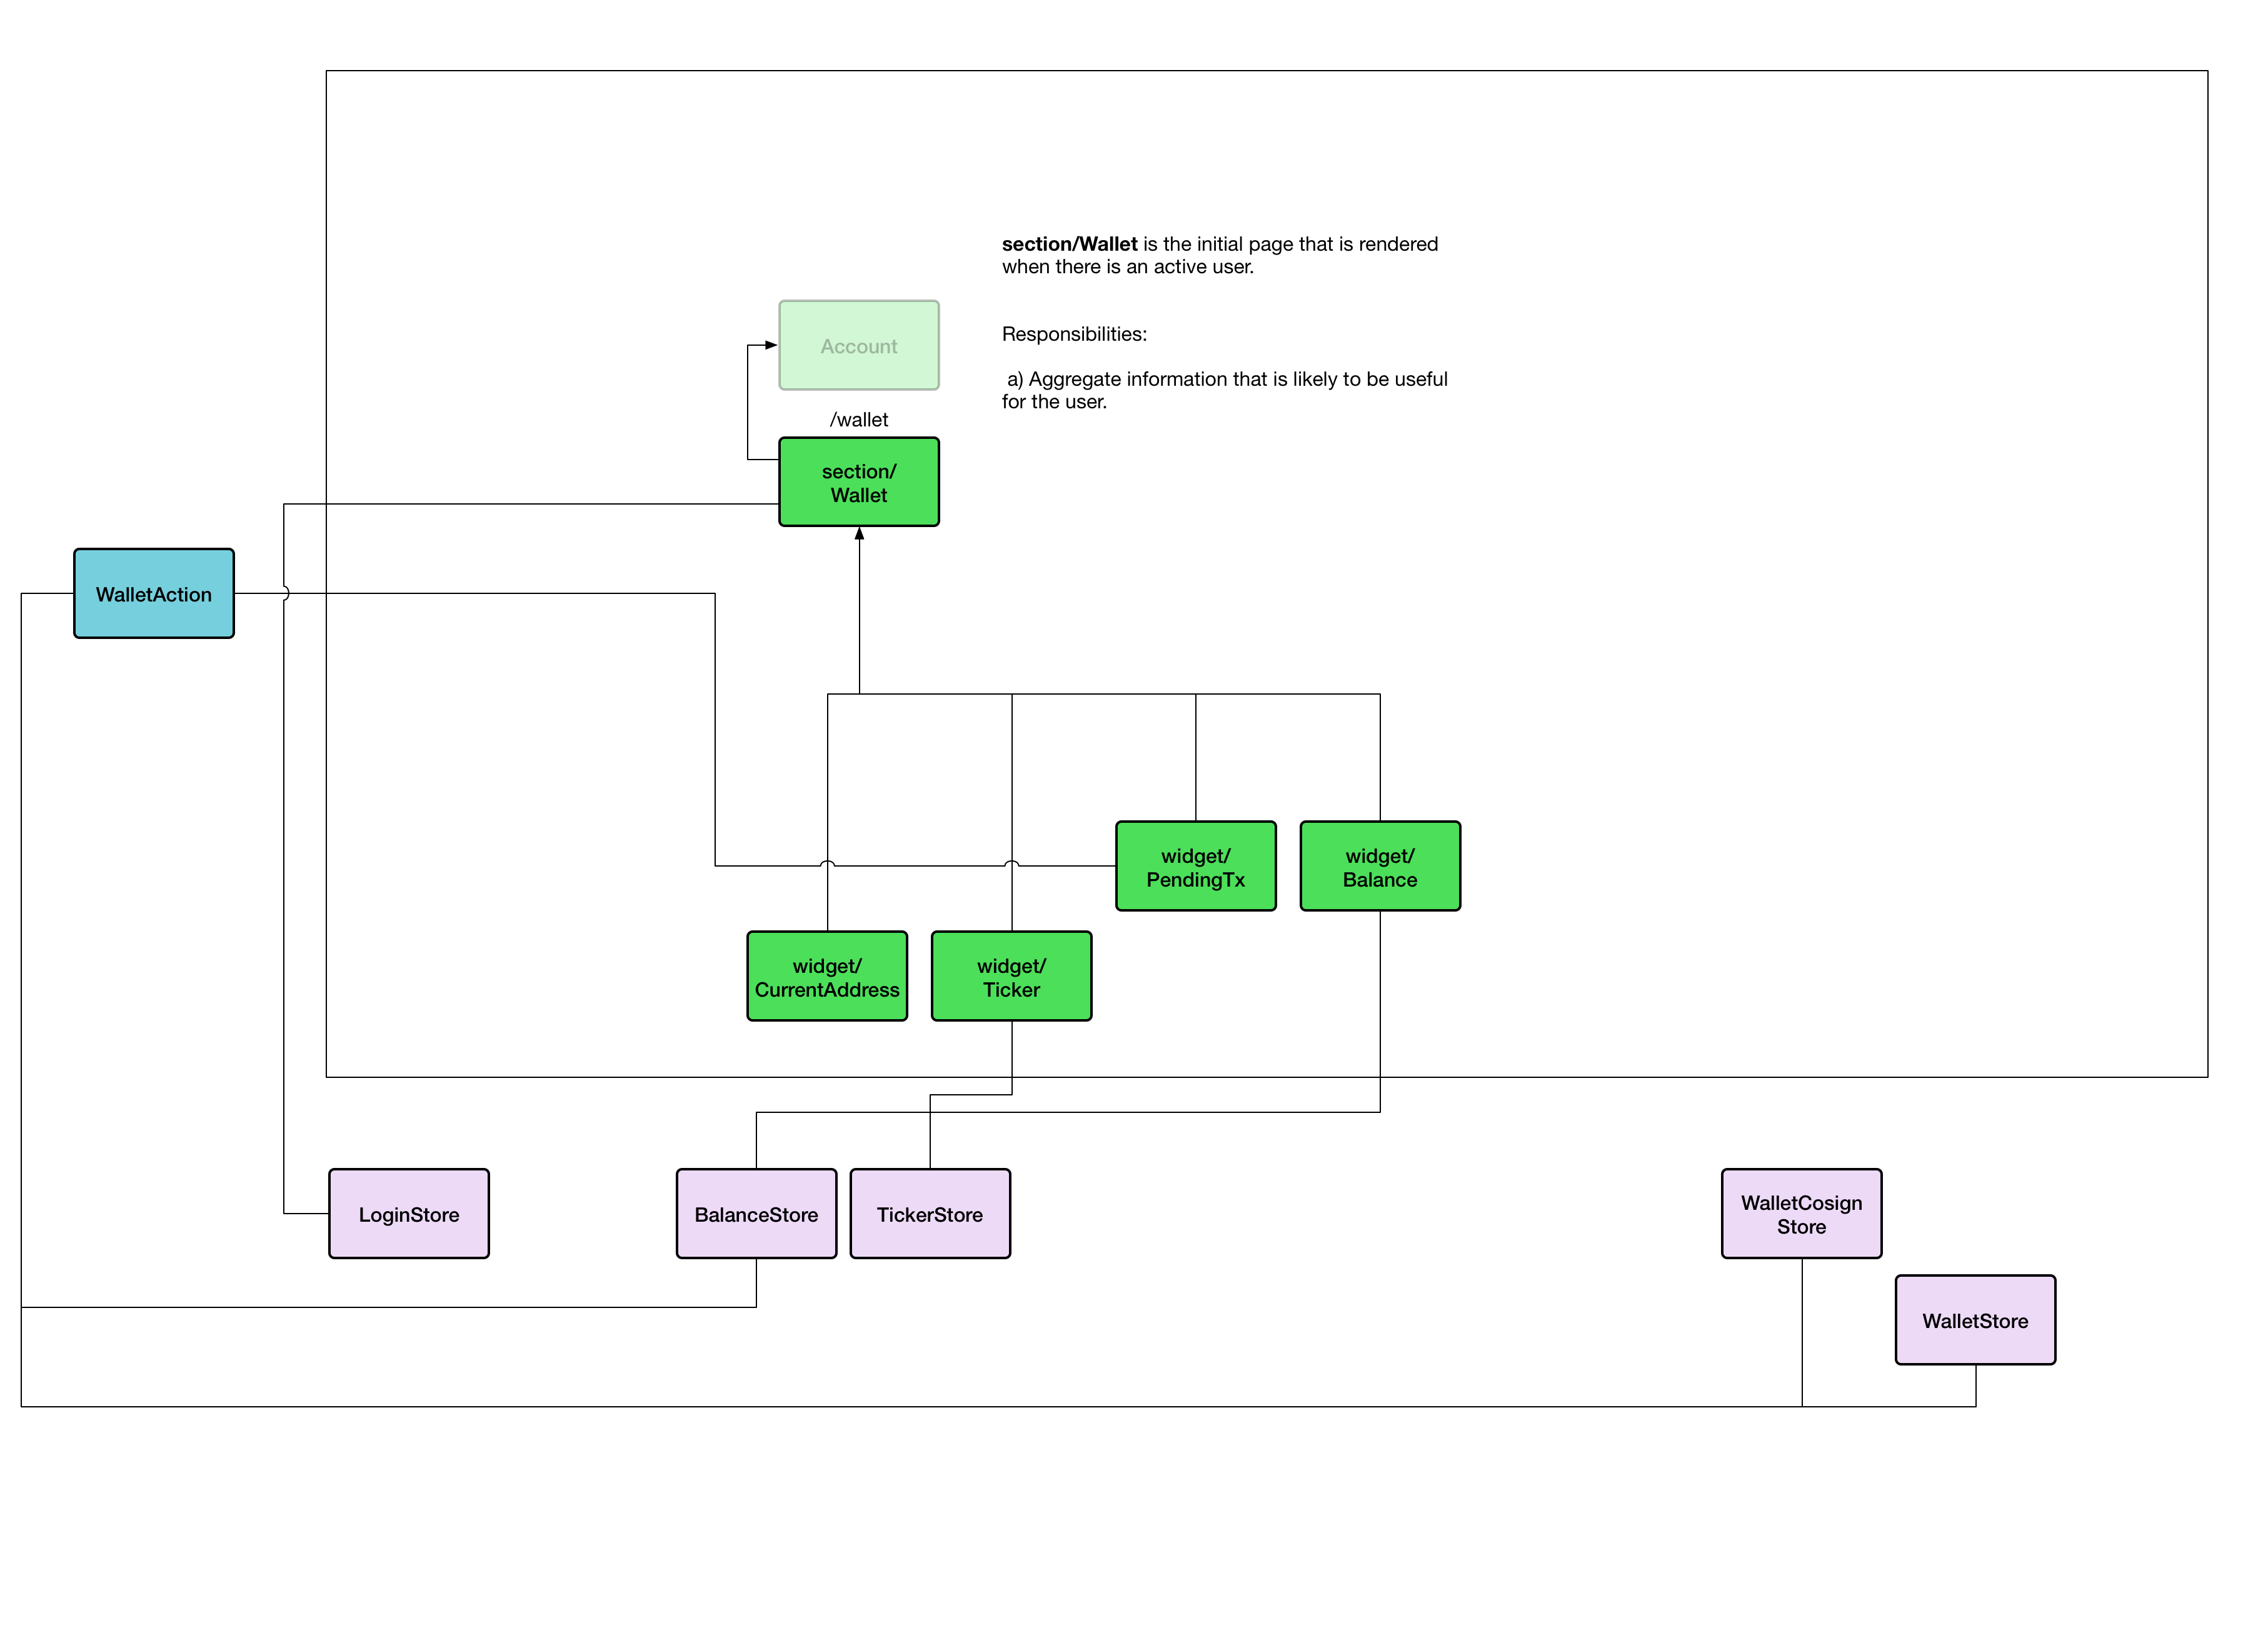 section/Wallet is the initial page that is rendered
when there is an active user.
Responsibilities:
a) Aggregate information that is likely to be useful
for the user.
Account
/wallet
section/
Wallet
WalletAction
widget/
PendingTx
widget/
Balance
widget/
CurrentAddress
widget/
Ticker
LoginStore
BalanceStore
TickerStore
WalletCosign
Store
WalletStore